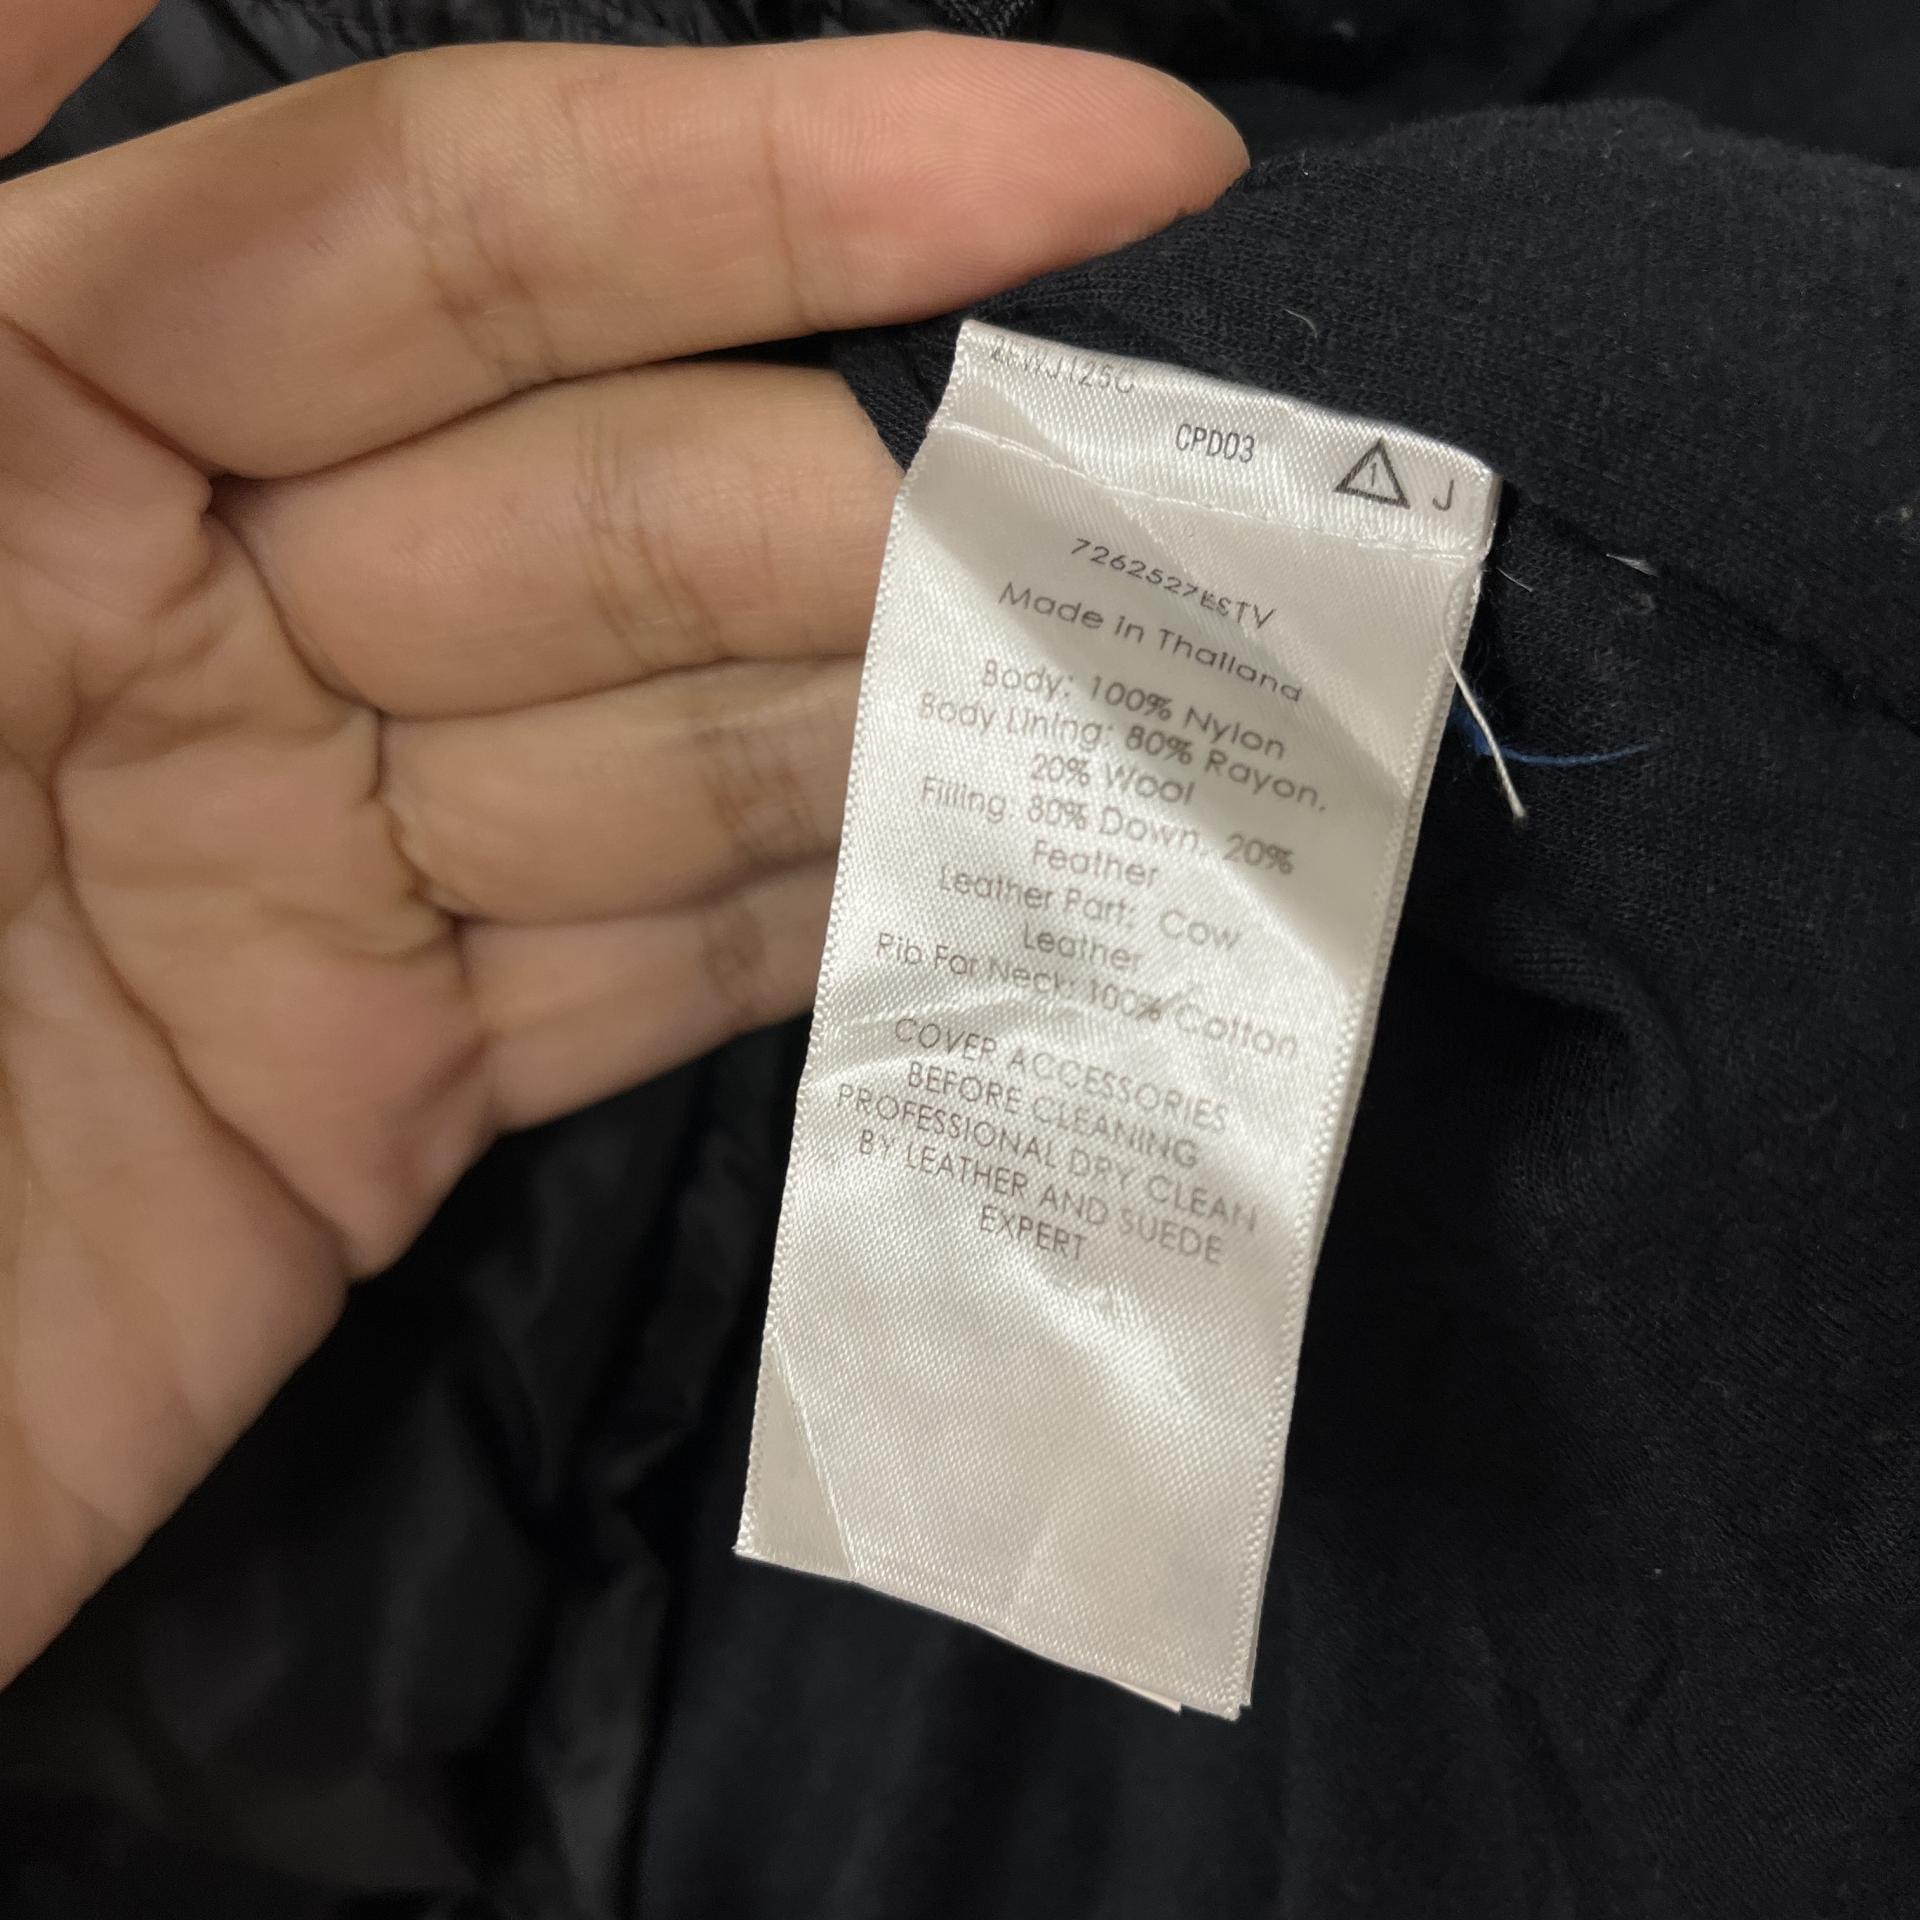 CPD03
1 J
7262527ESTV
Made in Thailand
Body: 100% Nylon
Body Lining: 80% Rayon,
20% Wool
Filling: 80% Down, 20%
Feather
Leather Part: Cow
Leather
Rib For Neck: 100% Cotton
COVER ACCESSORIES
BEFORE CLEANING
PROFESSIONAL DRY CLEAN
BY LEATHER AND SUEDE
EXPERT